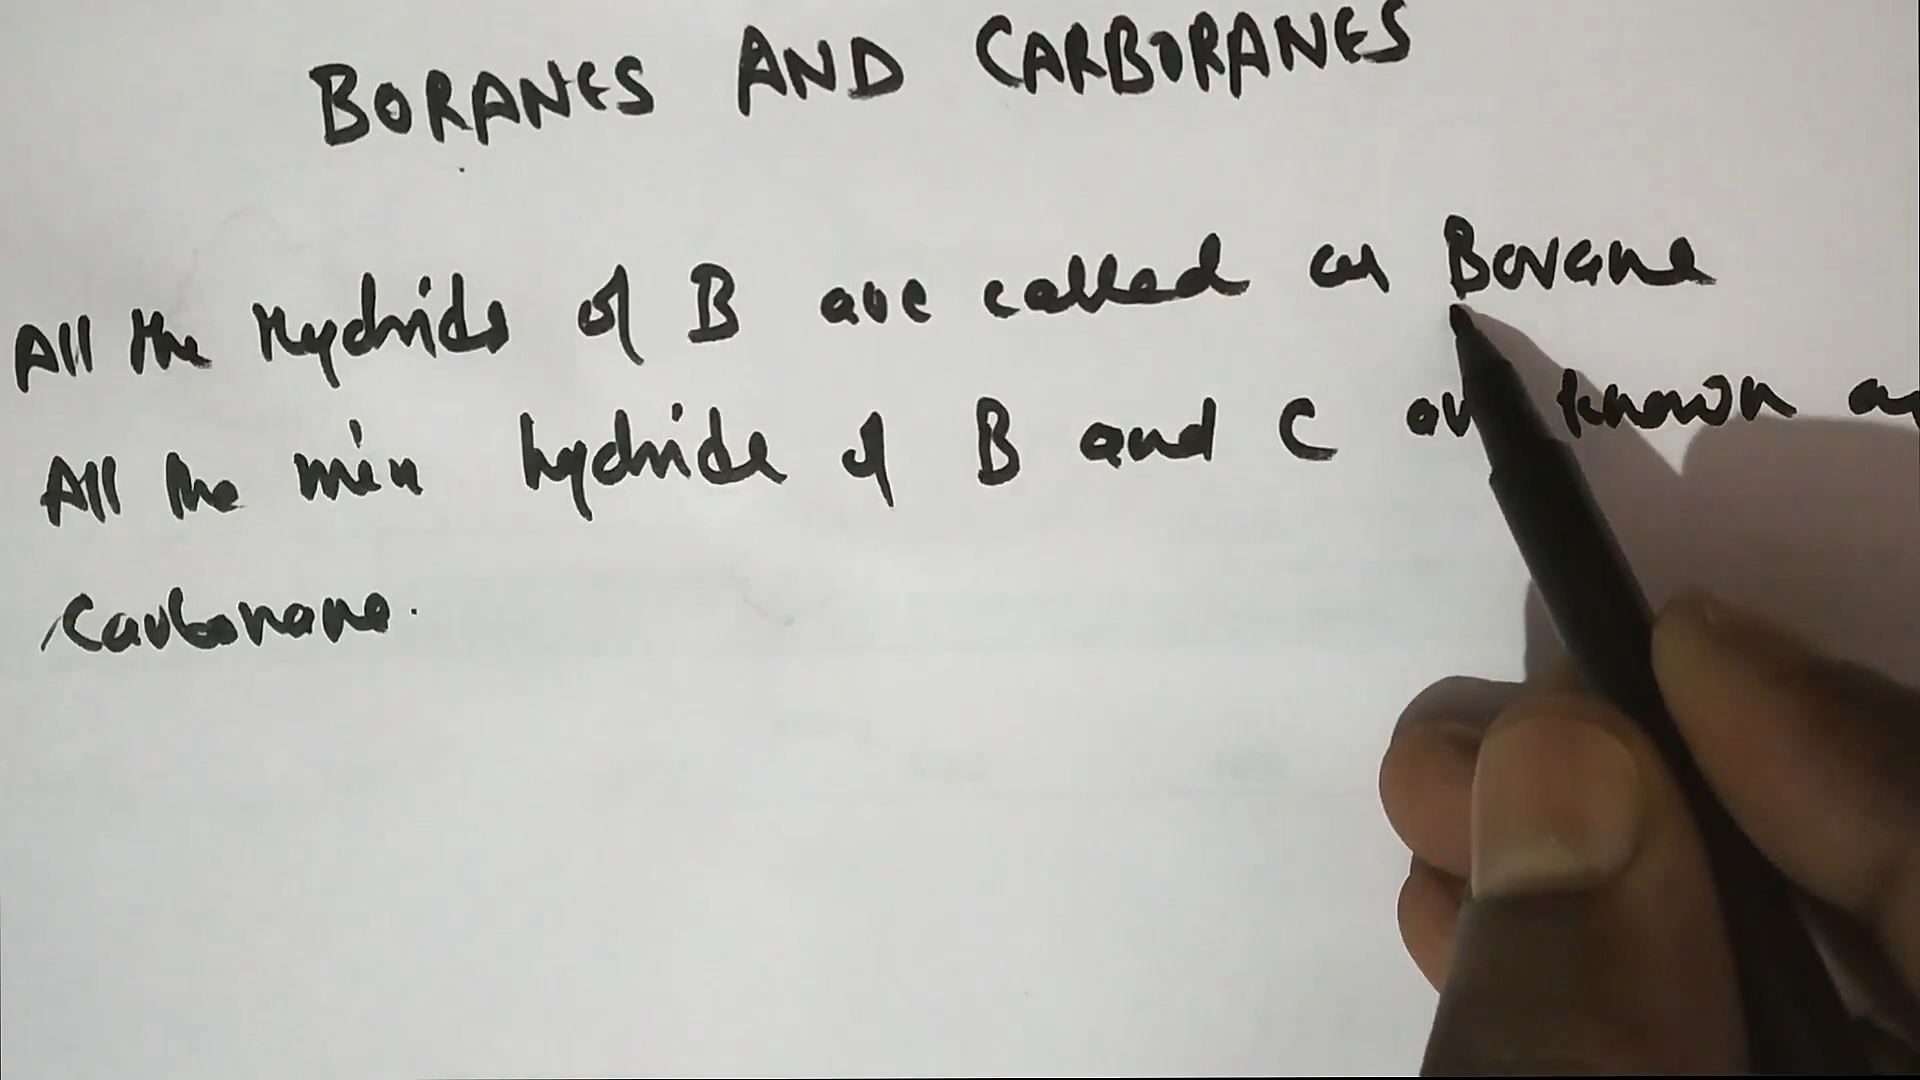 BORANES AND CARBORANES
All the Hydrids of B are called as Borane
All the mix hydride of B and C are known as
Carborane.